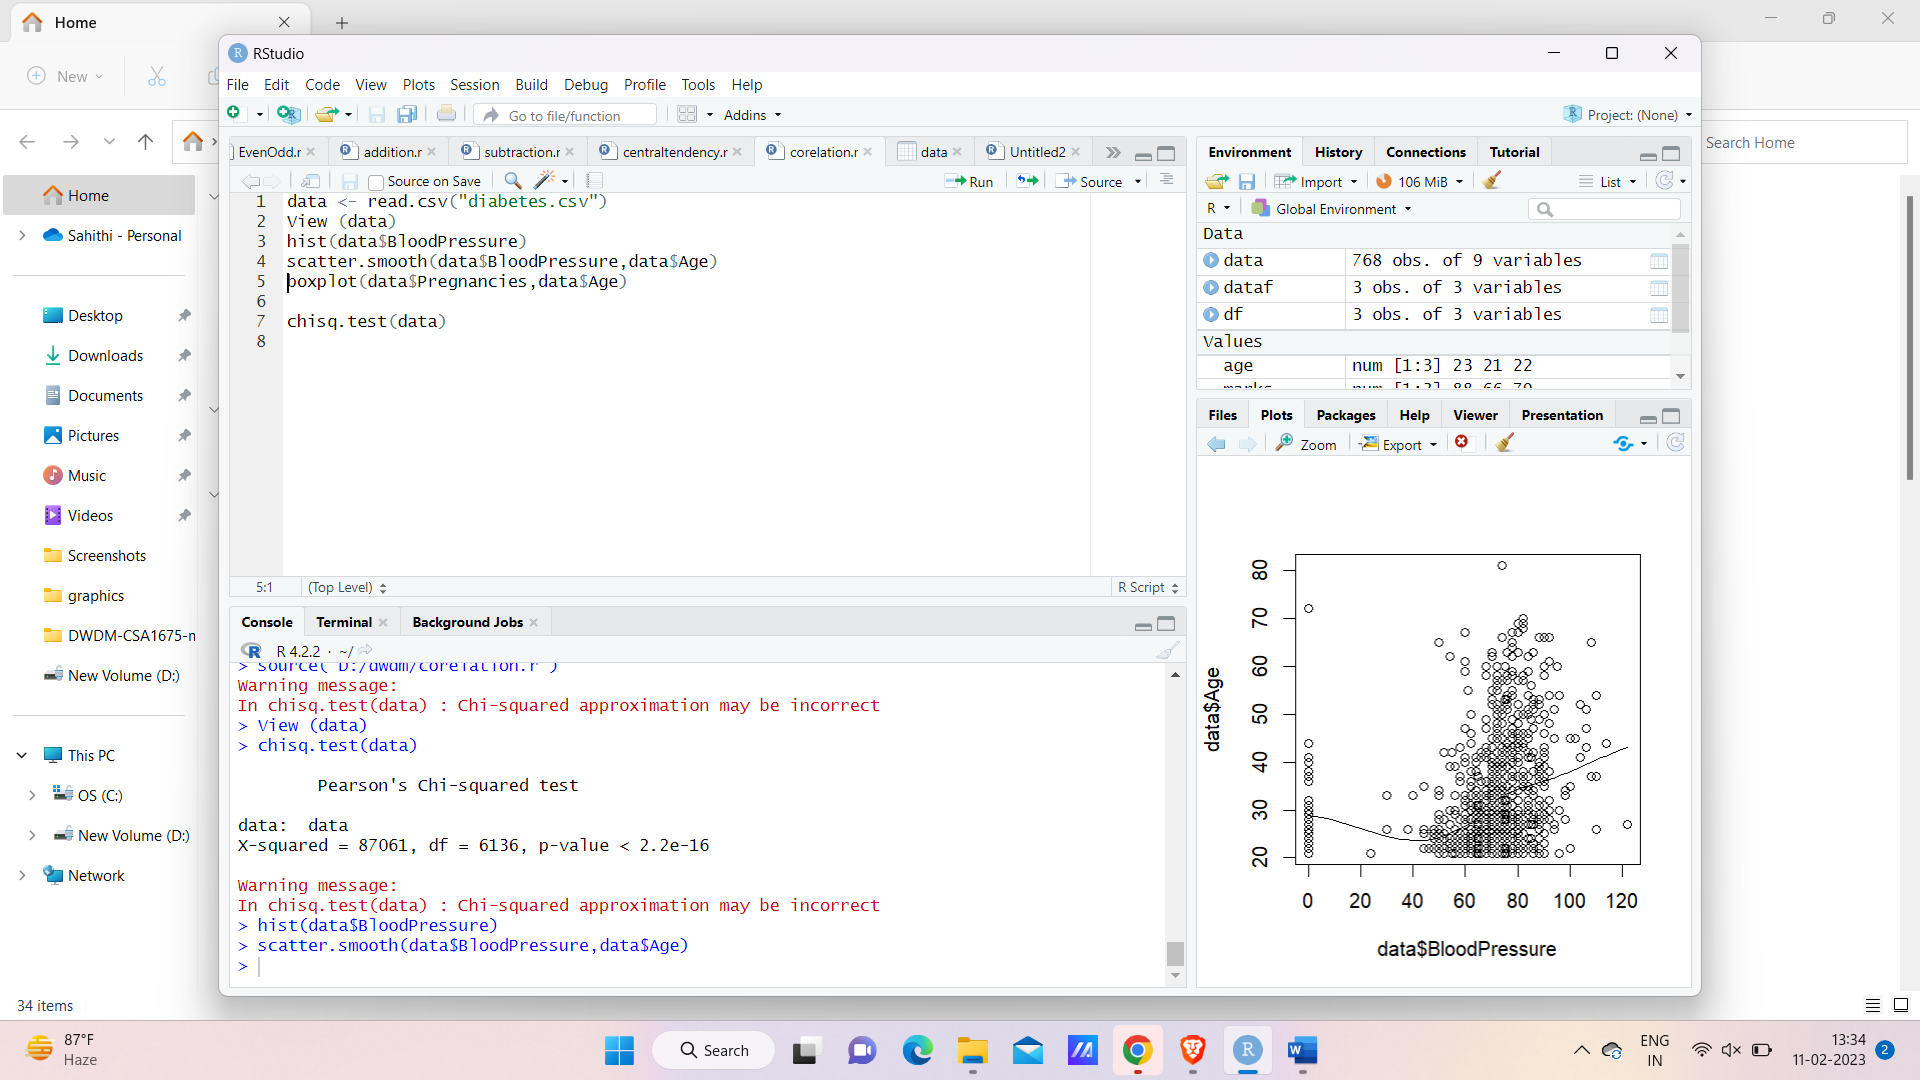 Home
New
Search Home
Home
Sahithi - Personal
Desktop
Downloads
Documents
Pictures
Music
Videos
Screenshots
graphics
DWDM-CSA1675-
New Volume (D:)
This PC
OS (C:)
New Volume (D:)
Network
34 items
RStudio
File Edit Code View Plots Session Build Debug Profile Tools Help
Go to file/function
Addins
Project: (None)
EvenOdd.r addition.r subtraction.r centraltendency.r corelation.r data Untitled2
Source on Save
Run
Source
1 data <- read.csv("diabetes.csv")
2 View (data)
3 hist(data$BloodPressure)
4 scatter.smooth(data$BloodPressure,data$Age)
5 boxplot(data$Pregnancies,data$Age)
6
7 chisq.test(data)
8
5:1 (Top Level) R Script
Console Terminal Background Jobs
R 4.2.2 · ~/
> source("D:/dwdm/corelation.r")
Warning message:
In chisq.test(data) : Chi-squared approximation may be incorrect
> View (data)
> chisq.test(data)
Pearson's Chi-squared test
data:  data
X-squared = 87061, df = 6136, p-value < 2.2e-16
Warning message:
In chisq.test(data) : Chi-squared approximation may be incorrect
> hist(data$BloodPressure)
> scatter.smooth(data$BloodPressure,data$Age)
>
Environment History Connections Tutorial
Import 106 MiB List
R Global Environment
Data
data 768 obs. of 9 variables
dataf 3 obs. of 3 variables
df 3 obs. of 3 variables
Values
age num [1:3] 23 21 22
marks num [1:3] 88 66 70
Files Plots Packages Help Viewer Presentation
Zoom Export
80
70
60
50
40
30
20
data$Age
0 20 40 60 80 100 120
data$BloodPressure
87°F
Haze
Search
ENG
IN
13:34
11-02-2023
2